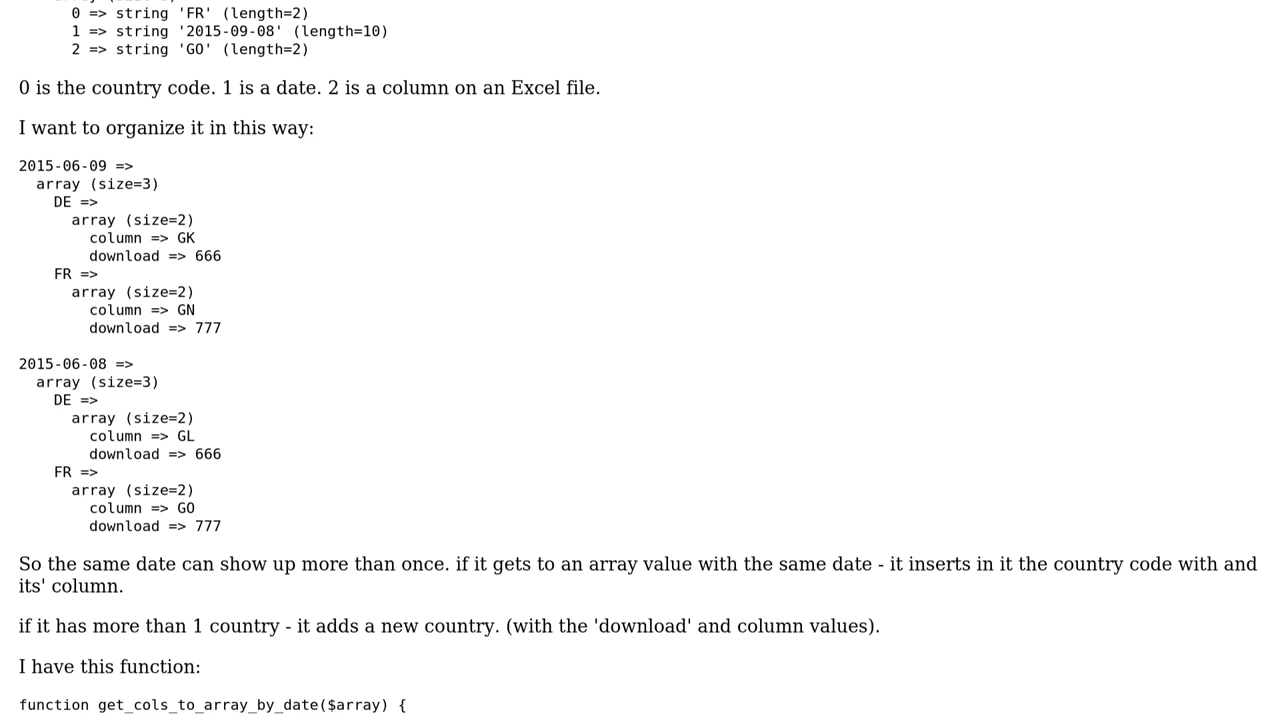 0 => string 'FR' (length=2)
1 => string '2015-09-08' (length=10)
2 => string 'GO' (length=2)
0 is the country code. 1 is a date. 2 is a column on an Excel file.
I want to organize it in this way:
2015-06-09 =>
array (size=3)
DE =>
array (size=2)
column => GK
download => 666
FR =>
array (size=2)
column => GN
download => 777
2015-06-08 =>
array (size=3)
DE =>
array (size=2)
column => GL
download => 666
FR =>
array (size=2)
column => GO
download => 777
So the same date can show up more than once. if it gets to an array value with the same date - it inserts in it the country code with and
its' column.
if it has more than 1 country - it adds a new country. (with the 'download' and column values).
I have this function:
function get_cols_to_array_by_date($array) {